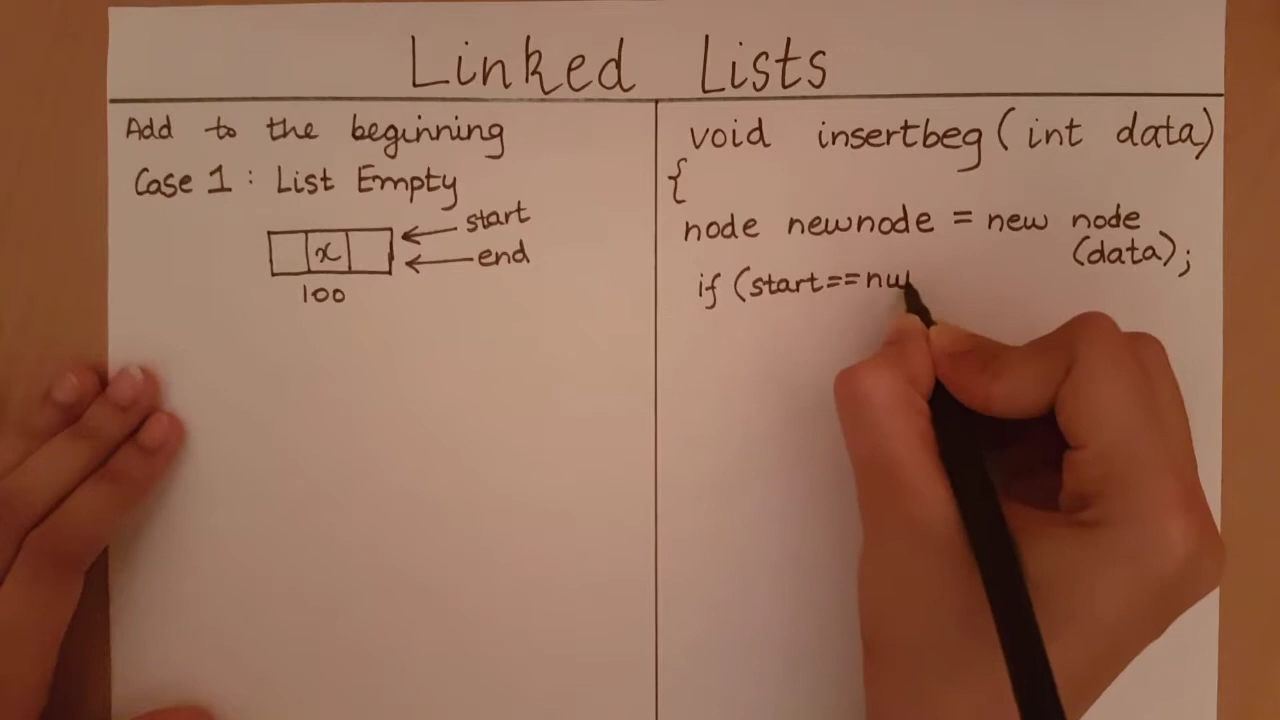 Linked Lists
Add to the beginning
Case 1: List Empty
start
x
end
100
void insertbeg(int data)
{
node newnode = new node
(data);
if (start==nu